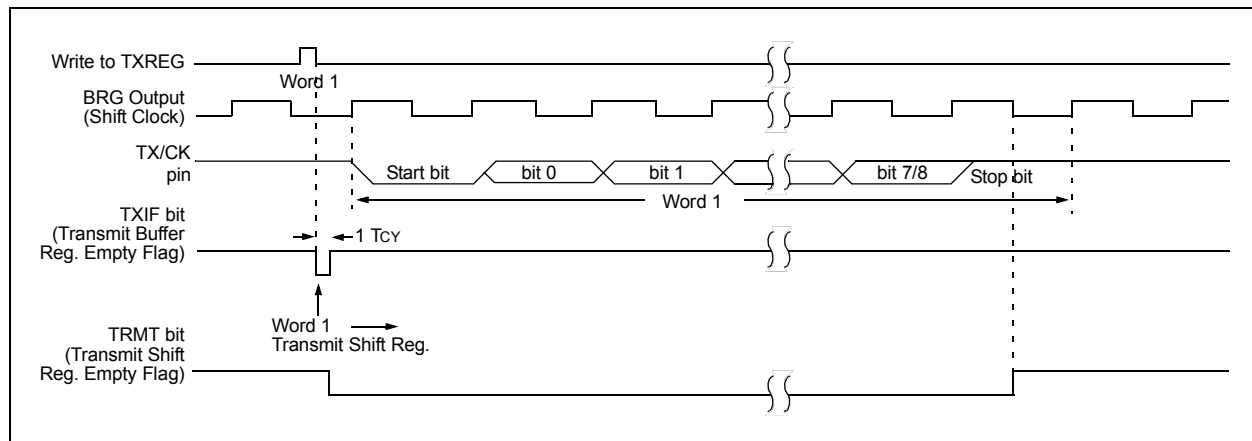 Write to TXREG
Word 1
BRG Output
(Shift Clock)
TX/CK
pin
Start bit
bit 0
bit 1
bit 7/8
Stop bit
Word 1
TXIF bit
(Transmit Buffer
Reg. Empty Flag)
1 TCY
Word 1
Transmit Shift Reg.
TRMT bit
(Transmit Shift
Reg. Empty Flag)